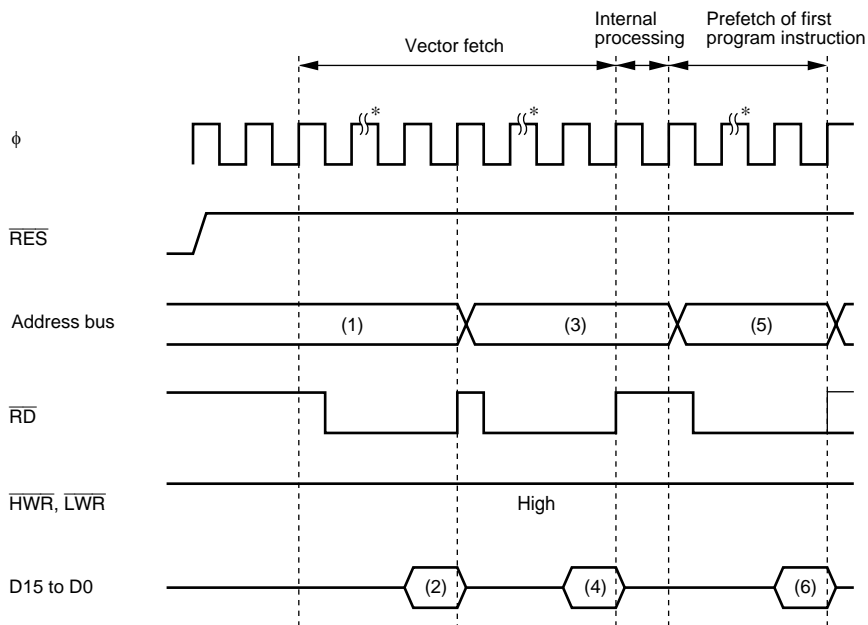 Vector fetch
Internal
processing
Prefetch of first
program instruction
ϕ
*
*
*
RES
Address bus
(1)
(3)
(5)
RD
HWR, LWR
High
D15 to D0
(2)
(4)
(6)